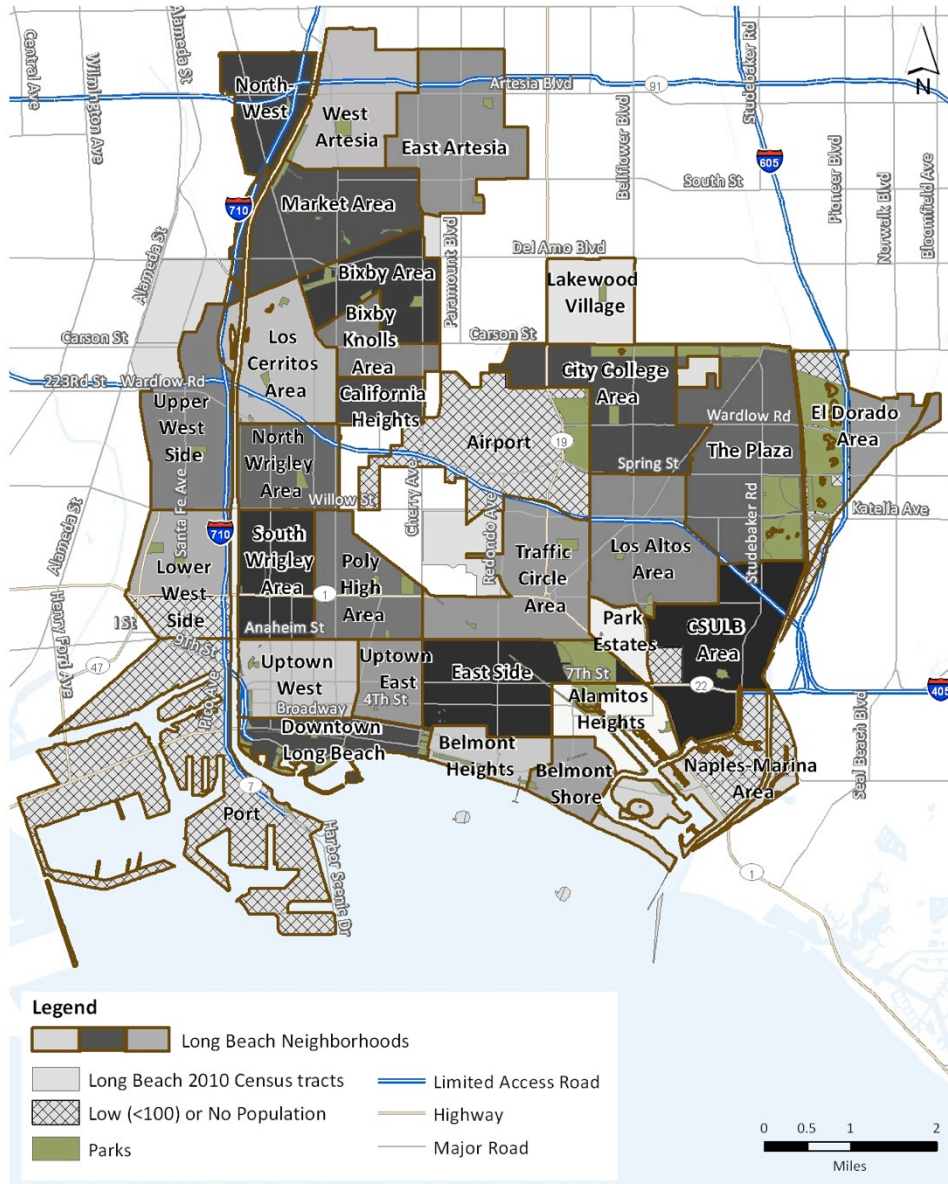 Central Ave
Wilmington Ave
Alameda St
Studebaker Rd
N
North-
West
Artesia Blvd
91
West
Artesia
East Artesia
Bellflower Blvd
605
Pioneer Blvd
Norwalk Blvd
Bloomfield Ave
South St
710
Market Area
Alameda St
Paramount Blvd
Del Amo Blvd
Bixby Area
Lakewood
Village
Bixby
Knolls
Area
Carson St
Carson St
Los
Cerritos
Area
223Rd St
Wardlow Rd
City College
Area
California
Heights
Wardlow Rd
El Dorado
Area
Upper
West Side
Santa Fe Ave
North
Wrigley
Area
Airport
19
The Plaza
Spring St
Willow St
Cherry Ave
Studebaker Rd
Katella Ave
Alameda St
710
South
Wrigley
Area
Poly
High
Area
Redondo Ave
Traffic
Circle
Area
Los Altos
Area
Lower
West
Side
1
Henry Ford Ave
I St
9Th St
Anaheim St
Park
Estates
CSULB
Area
47
Pico Ave
Uptown
West
Uptown
East
East Side
7Th St
22
405
4Th St
Broadway
Alamitos
Heights
Downtown
Long Beach
Belmont
Heights
Seal Beach Blvd
Naples-Marina
Area
Belmont
Shore
7
Port
Harbor Scenic Dr
1
Legend
Long Beach Neighborhoods
Long Beach 2010 Census tracts
Limited Access Road
Low (<100) or No Population
Highway
Parks
Major Road
0 0.5 1 2
Miles